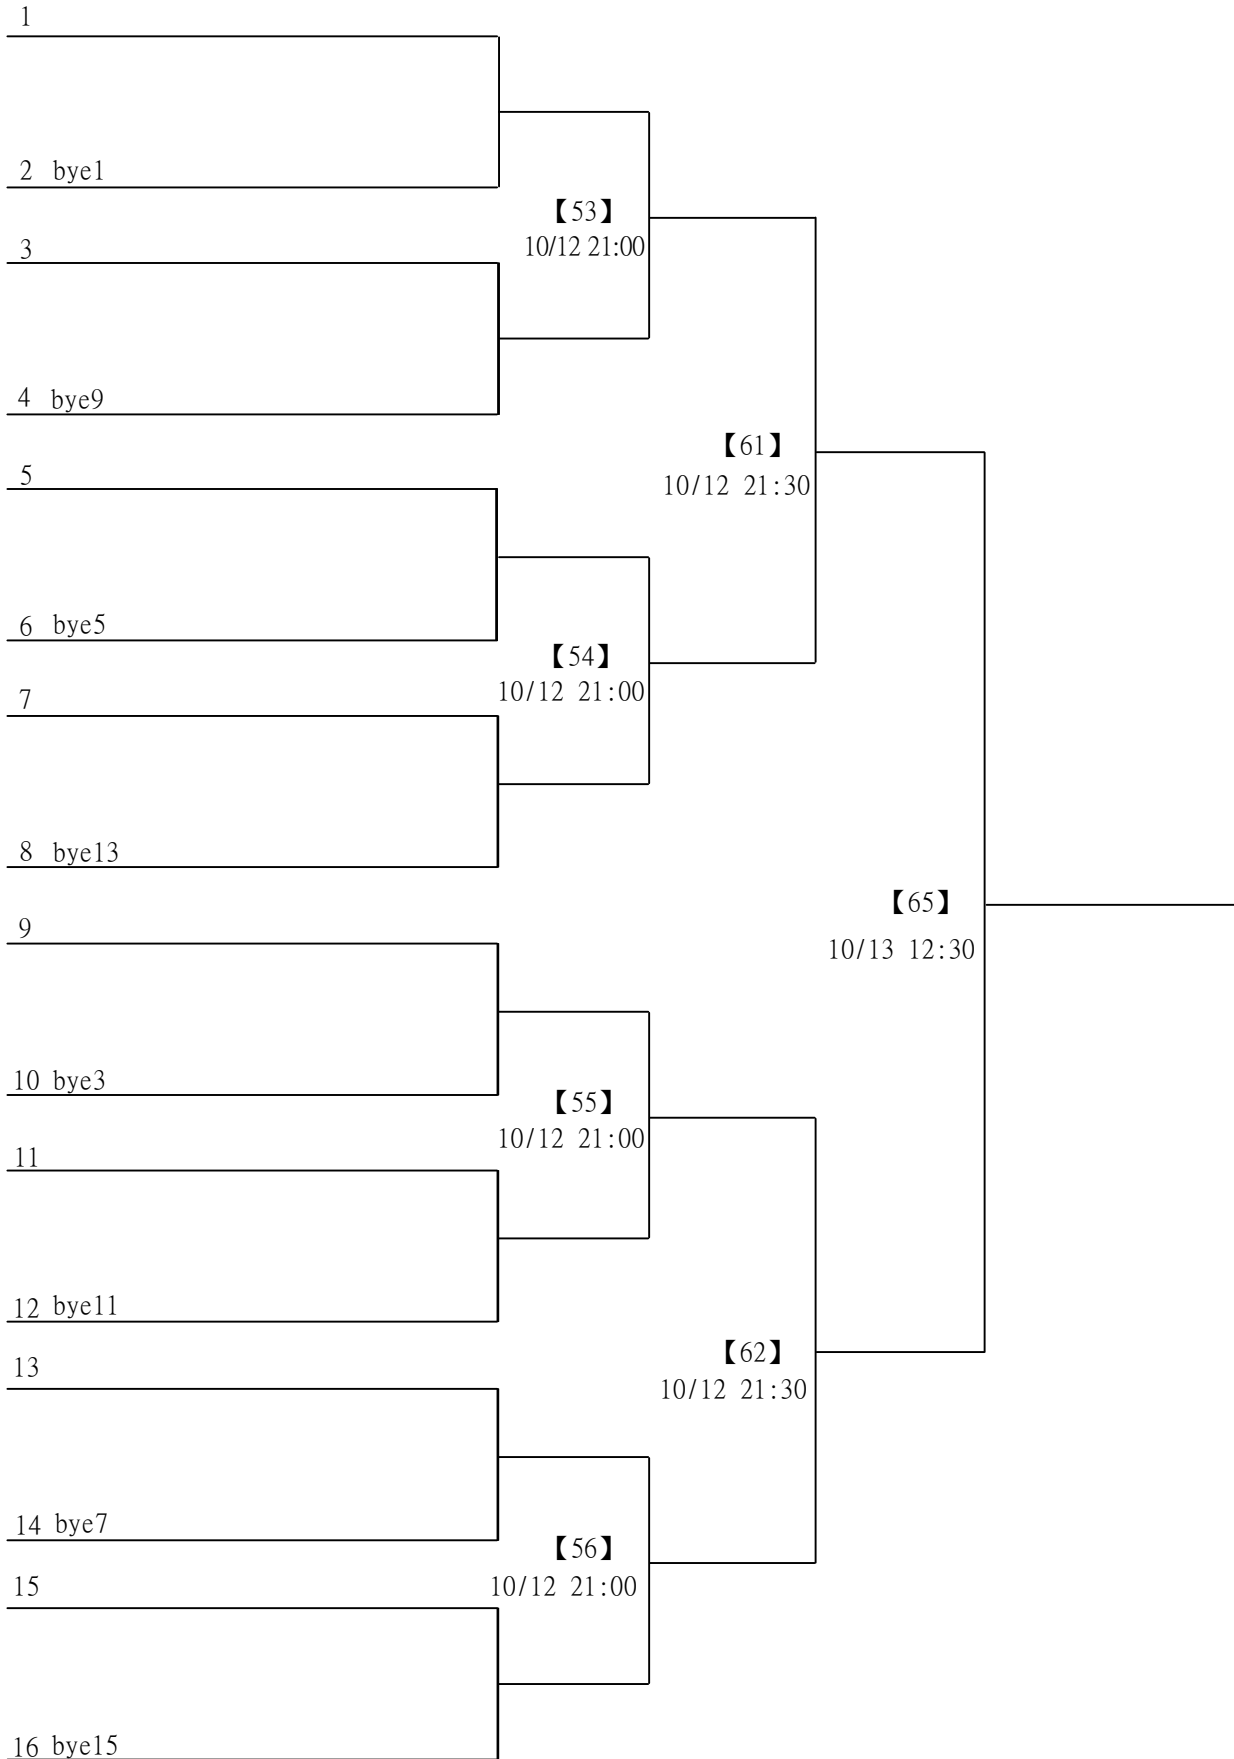 1
2 bye1
【53】
10/12 21:00
3
4 bye9
【61】
10/12 21:30
5
6 bye5
【54】
10/12 21:00
7
8 bye13
【65】
10/13 12:30
9
10 bye3
【55】
10/12 21:00
11
12 bye11
【62】
10/12 21:30
13
14 bye7
【56】
10/12 21:00
15
16 bye15